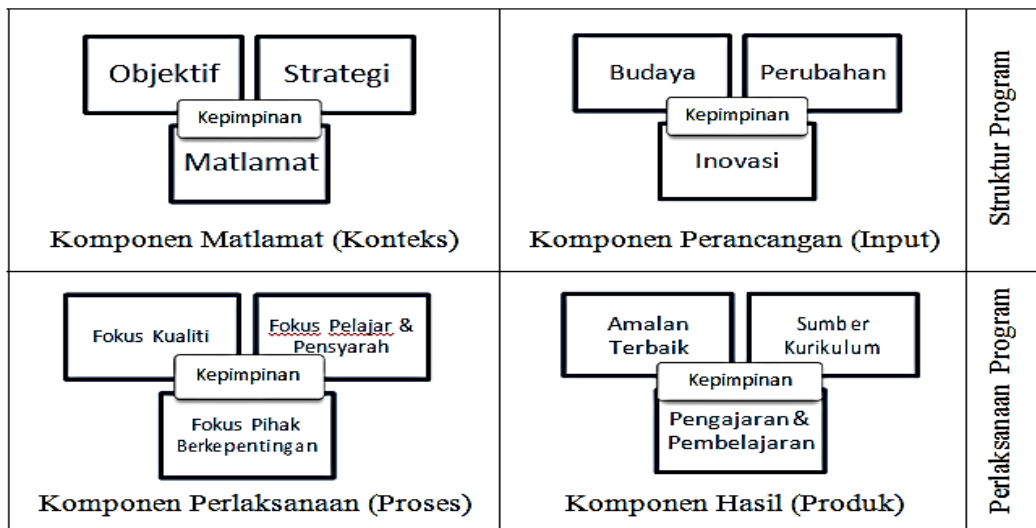 Objektif
Strategi
Kepimpinan
Matlamat
Komponen Matlamat (Konteks)
Budaya
Perubahan
Kepimpinan
Inovasi
Komponen Perancangan (Input)
Struktur Program
Fokus Kualiti
Fokus Pelajar &
Pensyarah
Kepimpinan
Fokus Pihak
Berkepentingan
Komponen Perlaksanaan (Proses)
Amalan
Terbaik
Sumber
Kurikulum
Kepimpinan
Pengajaran &
Pembelajaran
Komponen Hasil (Produk)
Perlaksanaan Program